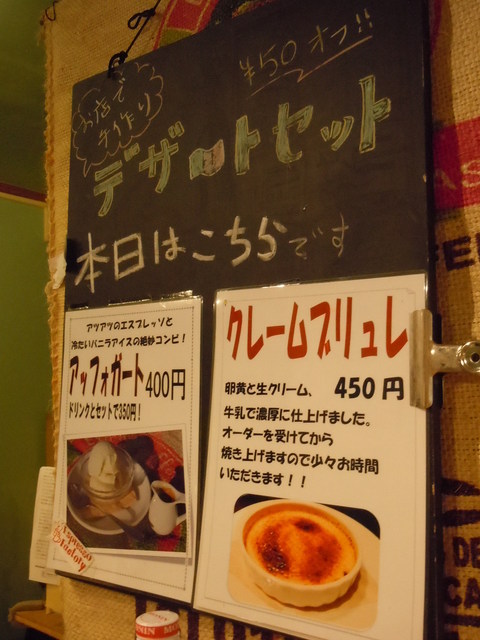 お店で
手作り
¥50 オフ!!
デザートセット
本日はこちらです
アツアツのエスプレッソと
冷たいバニラアイスの絶妙コンビ!
アッフォガート 400円
ドリンクとセットで350円!
クレームブリュレ
卵黄と生クリーム、 450円
牛乳で濃厚に仕上げました。
オーダーを受けてから
焼き上げますので少々お時間
いただきます!!